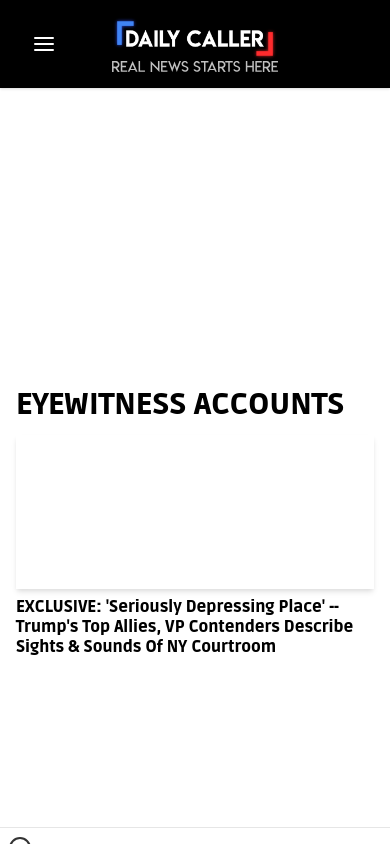 DAILY CALLER
REAL NEWS STARTS HERE
EYEWITNESS ACCOUNTS
EXCLUSIVE: 'Seriously Depressing Place' --
Trump's Top Allies, VP Contenders Describe
Sights & Sounds Of NY Courtroom